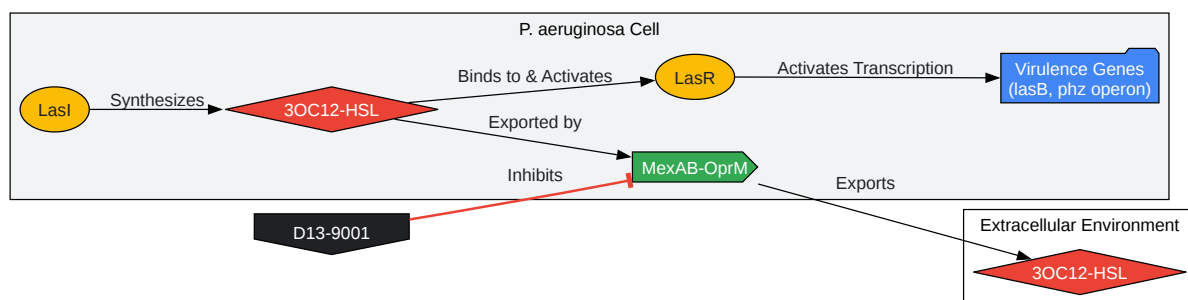 P. aeruginosa Cell
LasI
Synthesizes
3OC12-HSL
Binds to & Activates
LasR
Activates Transcription
Virulence Genes
(lasB, phz operon)
Exported by
MexAB-OprM
Inhibits
D13-9001
Exports
Extracellular Environment
3OC12-HSL